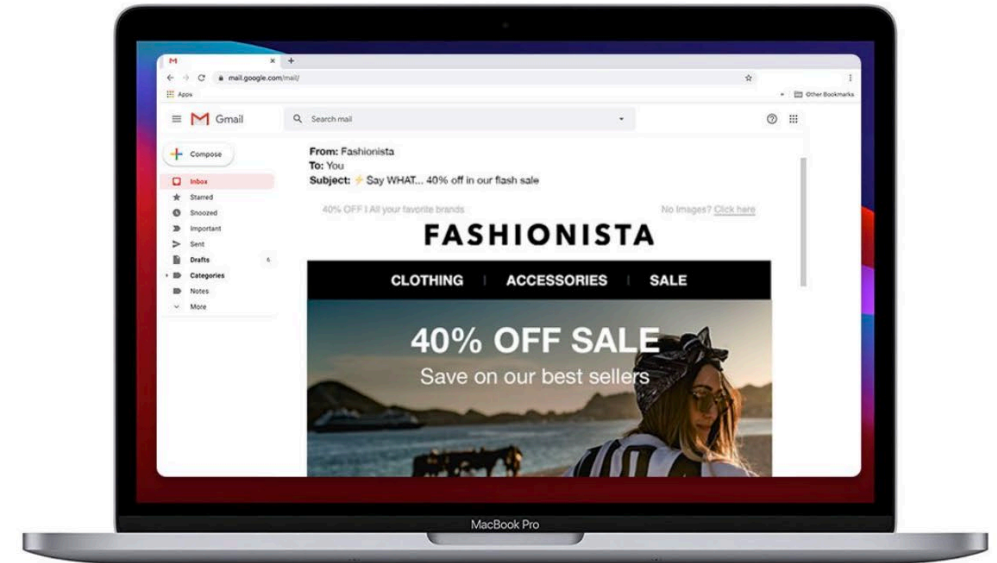 mail.google.com/mail/
Apps
Other Bookmarks
Gmail
Search mail
Compose
From: Fashionista
To: You
Subject: ⚡ Say WHAT... 40% off in our flash sale
Inbox
Starred
Snoozed
Important
Sent
Drafts
Categories
Notes
More
40% OFF I All your favorite brands
No Images? Click here
FASHIONISTA
CLOTHING | ACCESSORIES | SALE
40% OFF SALE
Save on our best sellers
MacBook Pro